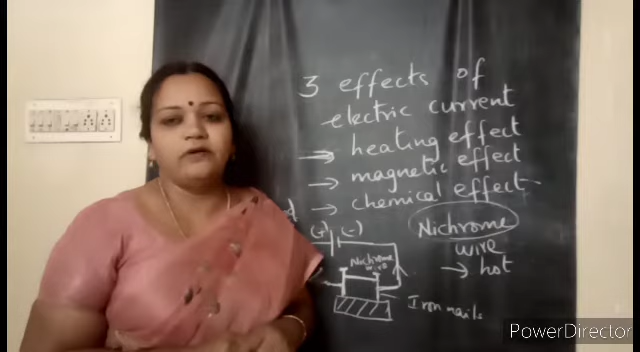 3 effects of
electric current
→ heating effect
→ magnetic effect
→ chemical effect
(+) (-)
Nichrome
wire
→ hot
Nichrome
wire
Iron nails
PowerDirector